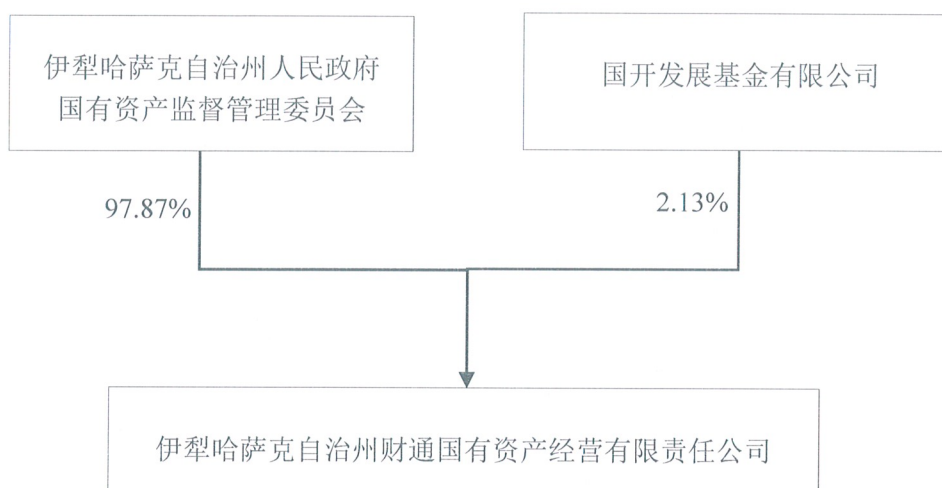 伊犁哈萨克自治州人民政府
国有资产监督管理委员会
国开发展基金有限公司
97.87%
2.13%
伊犁哈萨克自治州财通国有资产经营有限责任公司